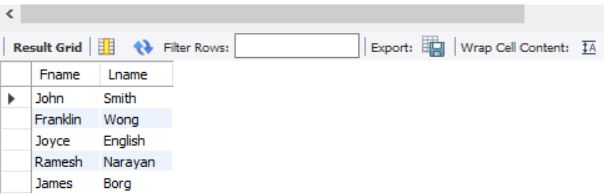 Result Grid Filter Rows: Export: Wrap Cell Content: IA
Fname Lname
John Smith
Franklin Wong
Joyce English
Ramesh Narayan
James Borg